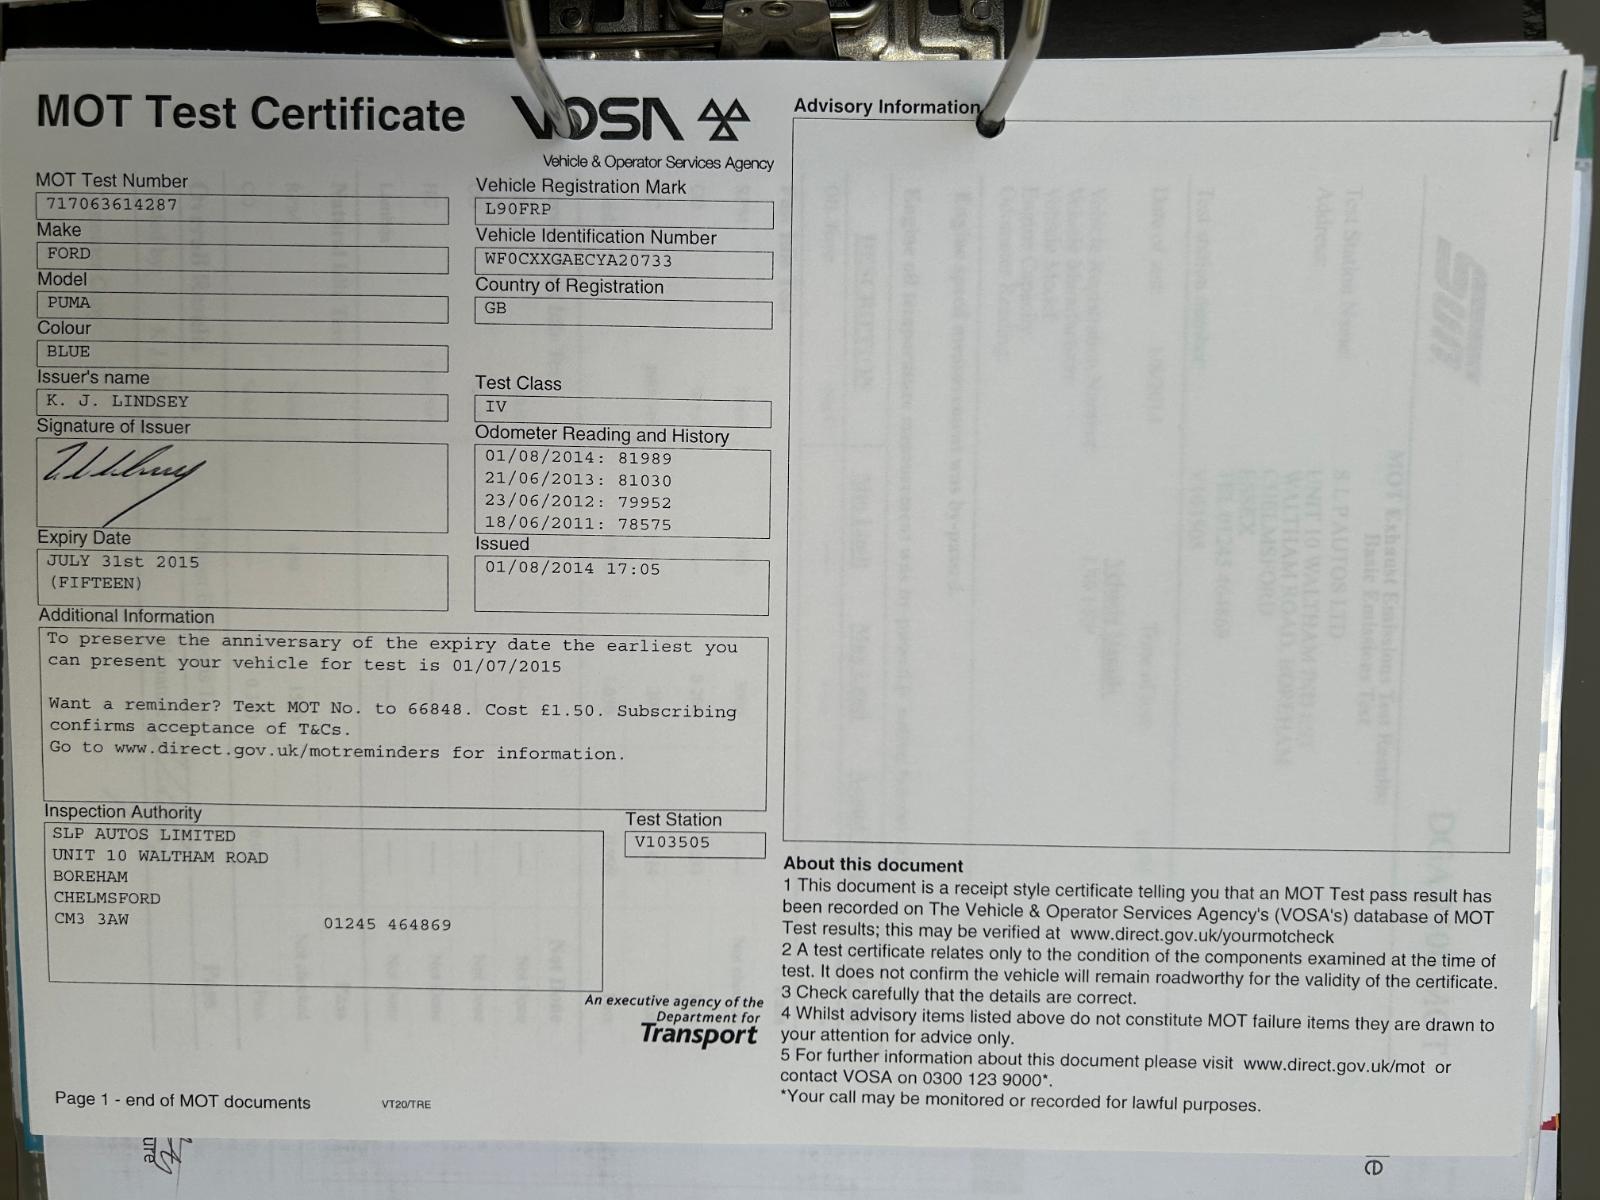 MOT Test Certificate
VOSA
Vehicle & Operator Services Agency
MOT Test Number
717063614287
Make
FORD
Model
PUMA
Colour
BLUE
Issuer's name
K. J. LINDSEY
Signature of Issuer
Expiry Date
JULY 31st 2015
(FIFTEEN)
Vehicle Registration Mark
L90FRP
Vehicle Identification Number
WF0CXXGAECYA20733
Country of Registration
GB
Test Class
IV
Odometer Reading and History
01/08/2014: 81989
21/06/2013: 81030
23/06/2012: 79952
18/06/2011: 78575
Issued
01/08/2014 17:05
Additional Information
To preserve the anniversary of the expiry date the earliest you
can present your vehicle for test is 01/07/2015
Want a reminder? Text MOT No. to 66848. Cost £1.50. Subscribing
confirms acceptance of T&Cs.
Go to www.direct.gov.uk/motreminders for information.
Inspection Authority
SLP AUTOS LIMITED
UNIT 10 WALTHAM ROAD
BOREHAM
CHELMSFORD
CM3 3AW 01245 464869
Test Station
V103505
An executive agency of the
Department for
Transport
Page 1 - end of MOT documents
VT20/TRE
Advisory Information
About this document
1 This document is a receipt style certificate telling you that an MOT Test pass result has
been recorded on The Vehicle & Operator Services Agency's (VOSA's) database of MOT
Test results; this may be verified at www.direct.gov.uk/yourmotcheck
2 A test certificate relates only to the condition of the components examined at the time of
test. It does not confirm the vehicle will remain roadworthy for the validity of the certificate.
3 Check carefully that the details are correct.
4 Whilst advisory items listed above do not constitute MOT failure items they are drawn to
your attention for advice only.
5 For further information about this document please visit www.direct.gov.uk/mot or
contact VOSA on 0300 123 9000*.
*Your call may be monitored or recorded for lawful purposes.